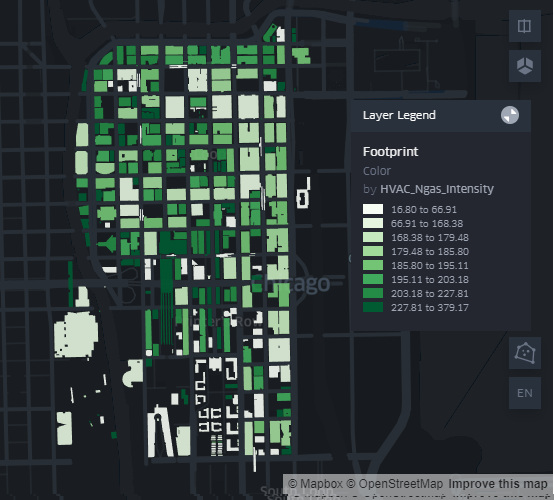 Layer Legend
Footprint
Color
by HVAC_Ngas_Intensity
16.80 to 66.91
66.91 to 168.38
168.38 to 179.48
179.48 to 185.80
185.80 to 195.11
195.11 to 203.18
203.18 to 227.81
227.81 to 379.17
Chicago
EN
© Mapbox © OpenStreetMap Improve this map